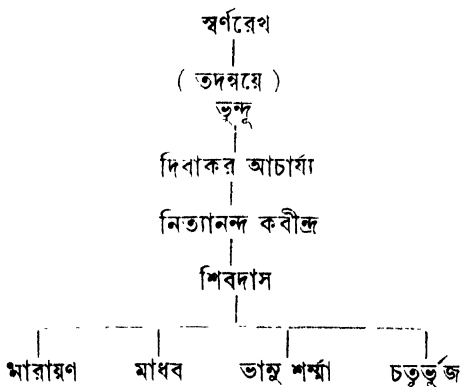 স্বর্ণরেখ
( তদন্বয়ে )
ভৃন্দূ
দিবাকর আচার্য্য
নিত্যানন্দ কবীন্দ্র
শিবদাস
নারায়ণ মাধব ভানু শর্ম্মা চতুর্ভুজ